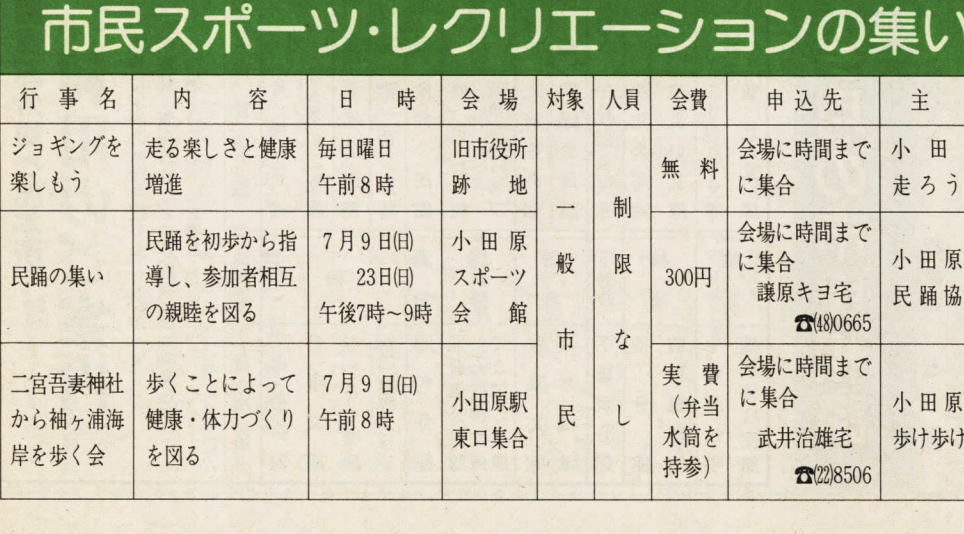 市民スポーツ・レクリエーションの集い
行事名 内容 日時 会場 対象 人員 会費 申込先 主
ジョギングを
楽しもう
走る楽しさと健康
増進
毎日曜日
午前8時
旧市役所
跡地
一般市民
制限なし
無料
会場に時間まで
に集合
小田
走ろう
民踊の集い
民踊を初歩から指
導し、参加者相互
の親睦を図る
7月9日(日)
23日(日)
午後7時～9時
小田原
スポーツ
会館
300円
会場に時間まで
に集合
譲原キヨ宅
☎(48)0665
小田原
民踊協
二宮吾妻神社
から袖ヶ浦海
岸を歩く会
歩くことによって
健康・体力づくり
を図る
7月9日(日)
午前8時
小田原駅
東口集合
実費
(弁当
水筒を
持参)
会場に時間まで
に集合
武井治雄宅
☎(22)8506
小田原
歩け歩け